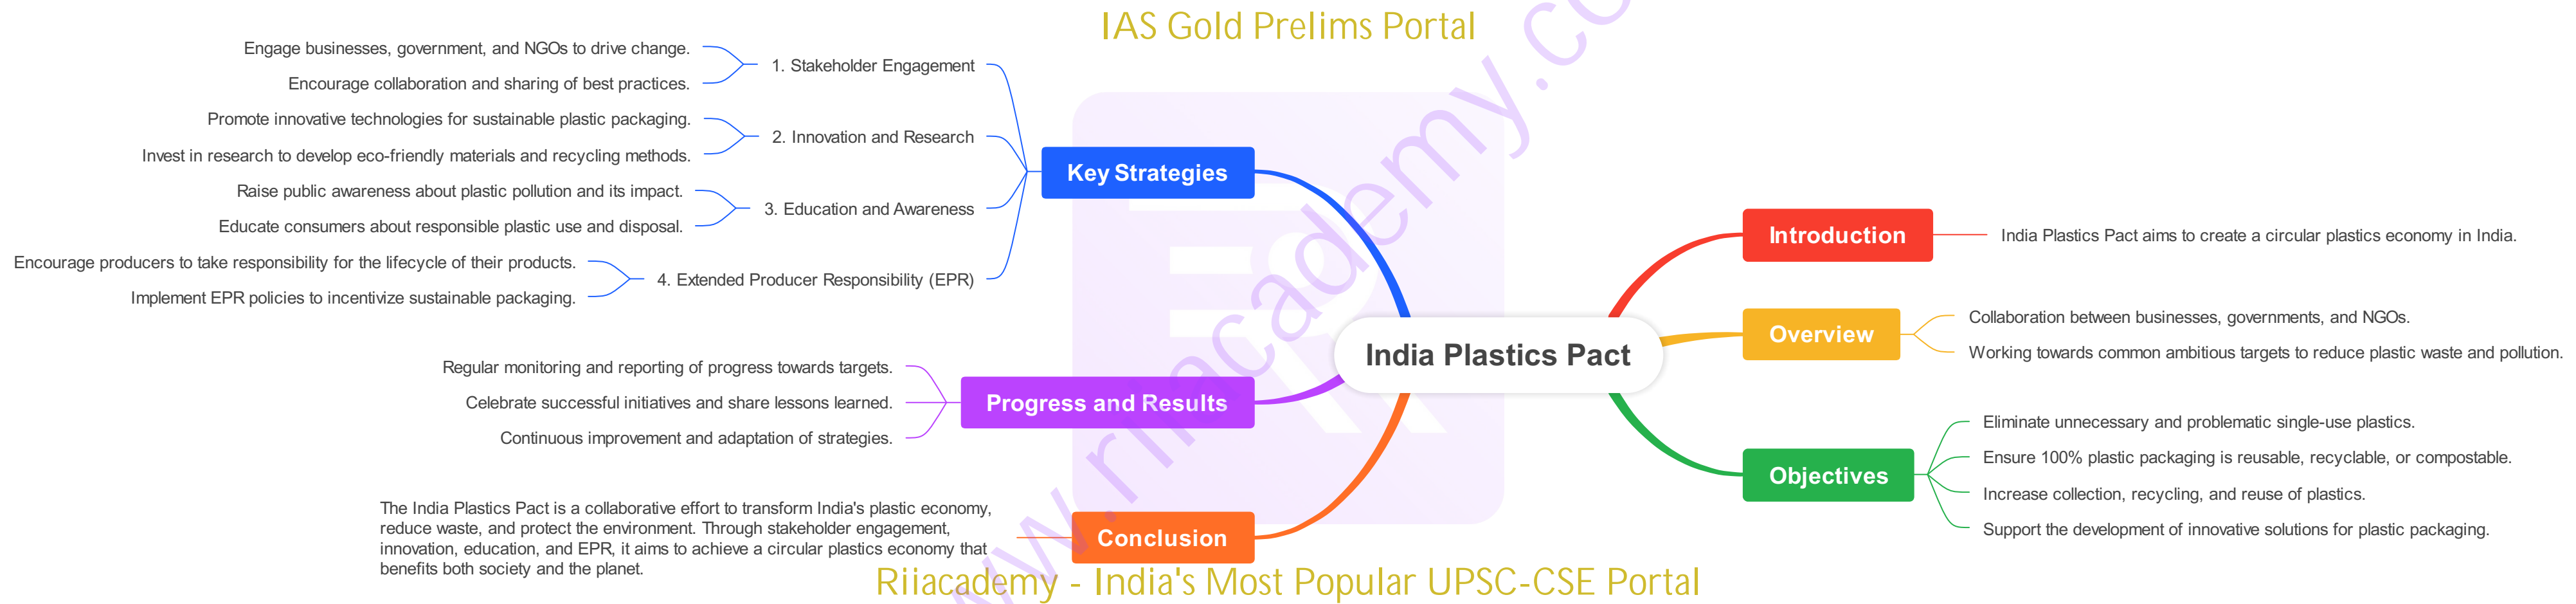 IAS Gold Prelims Portal
India Plastics Pact
Introduction
India Plastics Pact aims to create a circular plastics economy in India.
Overview
Collaboration between businesses, governments, and NGOs.
Working towards common ambitious targets to reduce plastic waste and pollution.
Objectives
Eliminate unnecessary and problematic single-use plastics.
Ensure 100% plastic packaging is reusable, recyclable, or compostable.
Increase collection, recycling, and reuse of plastics.
Support the development of innovative solutions for plastic packaging.
Key Strategies
1. Stakeholder Engagement
Engage businesses, government, and NGOs to drive change.
Encourage collaboration and sharing of best practices.
2. Innovation and Research
Promote innovative technologies for sustainable plastic packaging.
Invest in research to develop eco-friendly materials and recycling methods.
3. Education and Awareness
Raise public awareness about plastic pollution and its impact.
Educate consumers about responsible plastic use and disposal.
4. Extended Producer Responsibility (EPR)
Encourage producers to take responsibility for the lifecycle of their products.
Implement EPR policies to incentivize sustainable packaging.
Progress and Results
Regular monitoring and reporting of progress towards targets.
Celebrate successful initiatives and share lessons learned.
Continuous improvement and adaptation of strategies.
Conclusion
The India Plastics Pact is a collaborative effort to transform India's plastic economy,
reduce waste, and protect the environment. Through stakeholder engagement,
innovation, education, and EPR, it aims to achieve a circular plastics economy that
benefits both society and the planet.
Riiacademy - India's Most Popular UPSC-CSE Portal